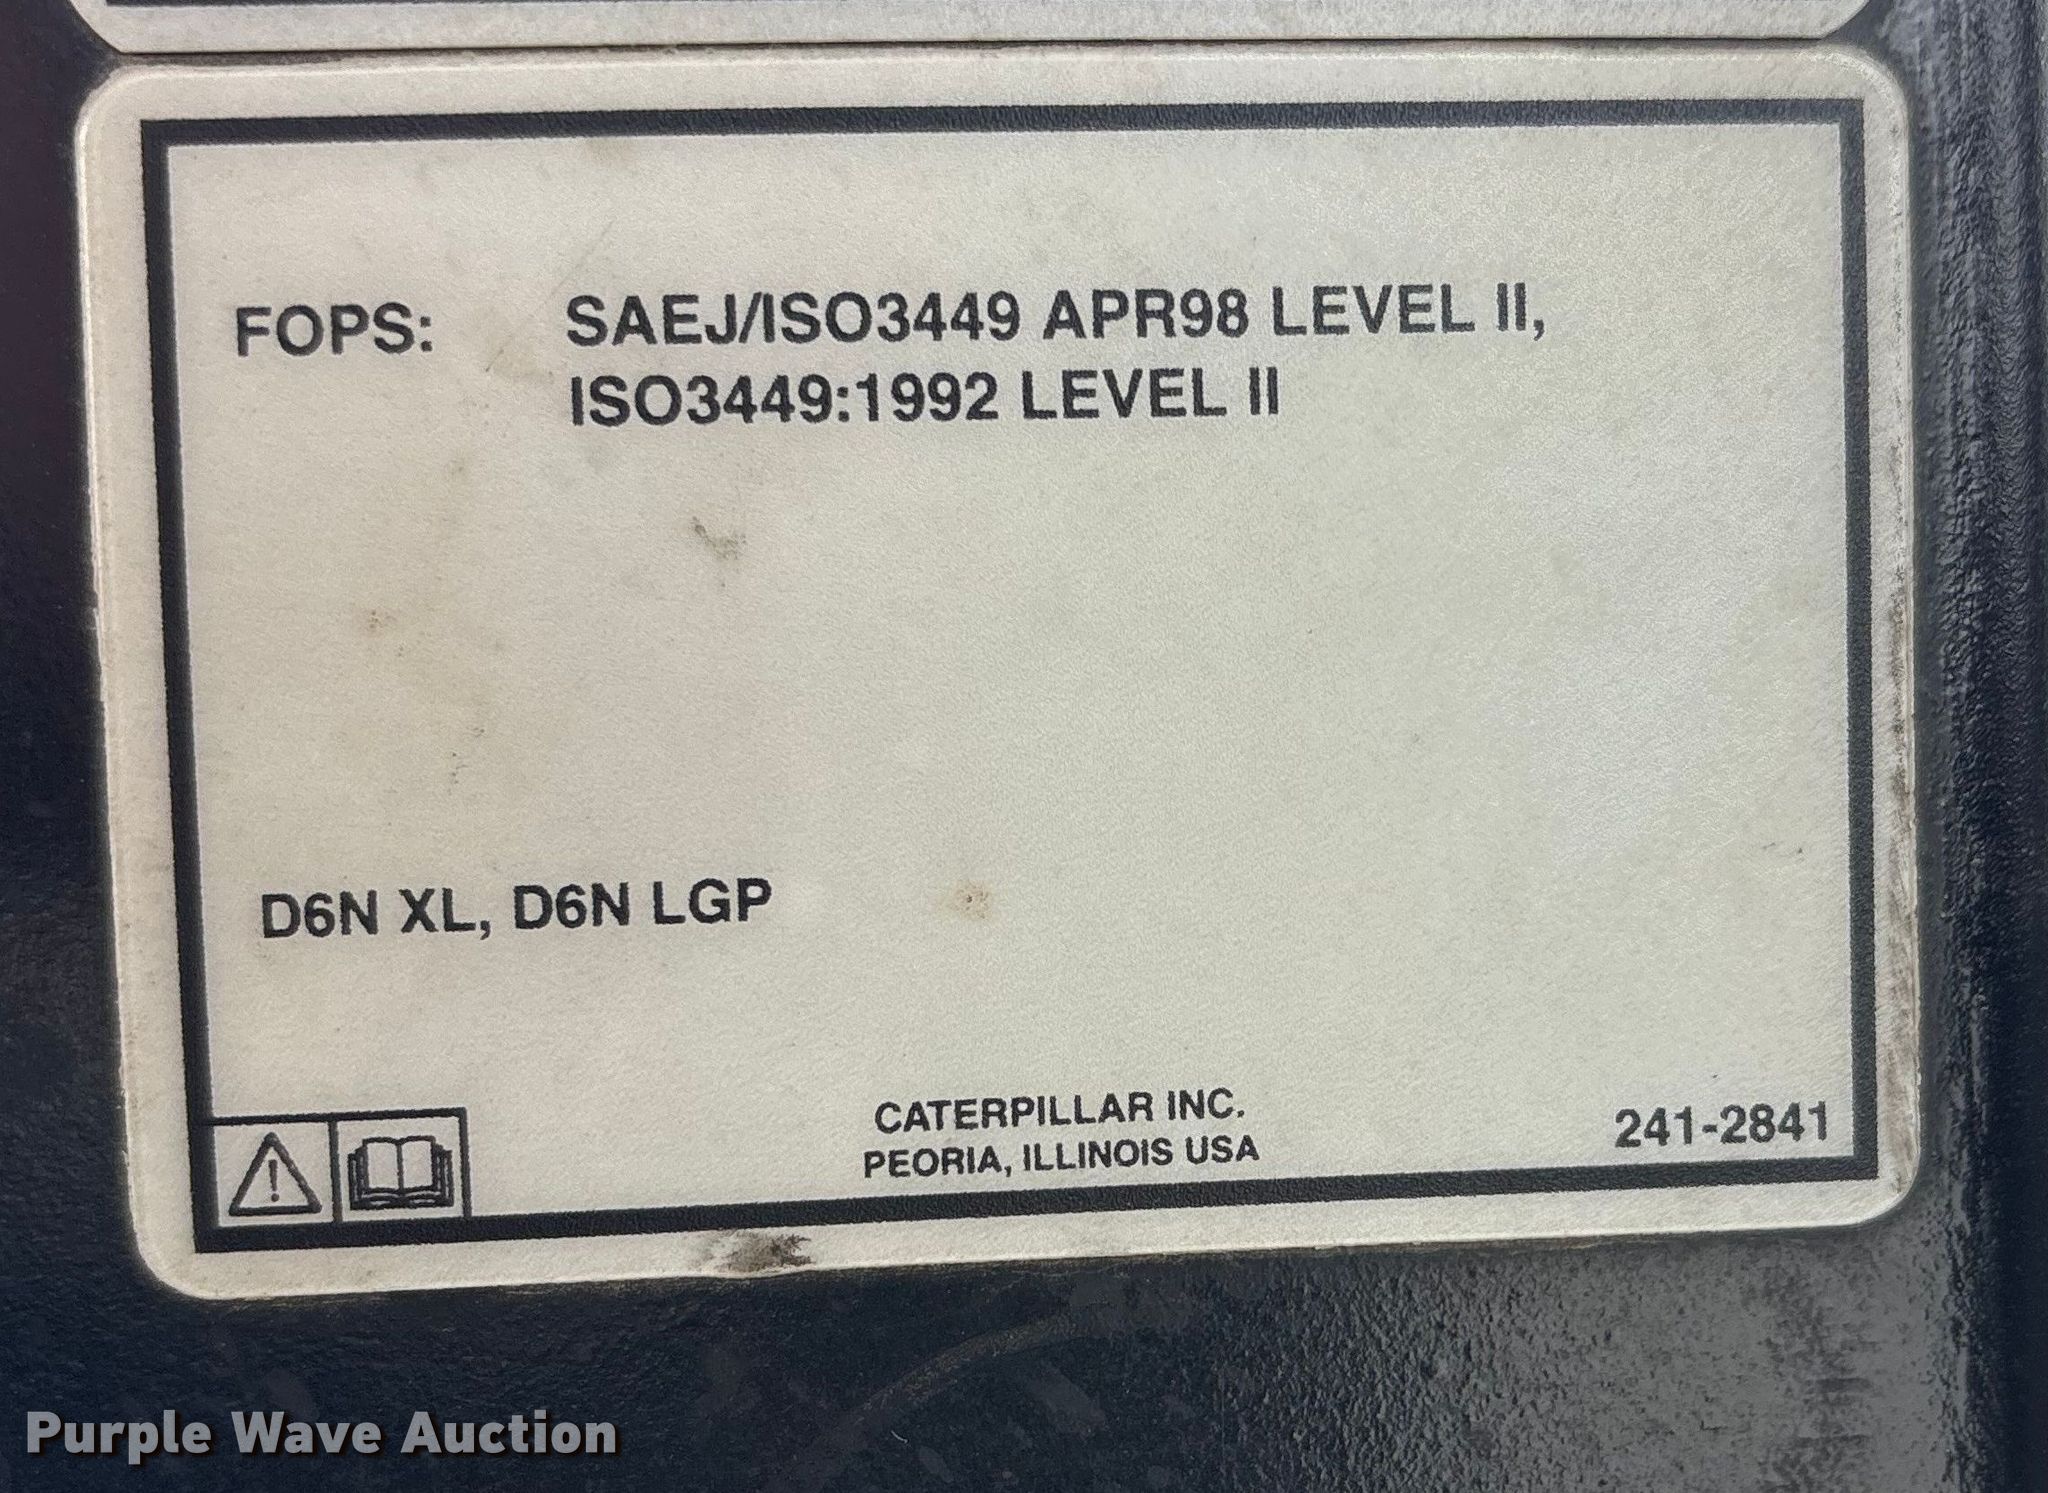 FOPS: SAEJ/ISO3449 APR98 LEVEL II,
ISO3449:1992 LEVEL II
D6N XL, D6N LGP
CATERPILLAR INC.
PEORIA, ILLINOIS USA
241-2841
Purple Wave Auction